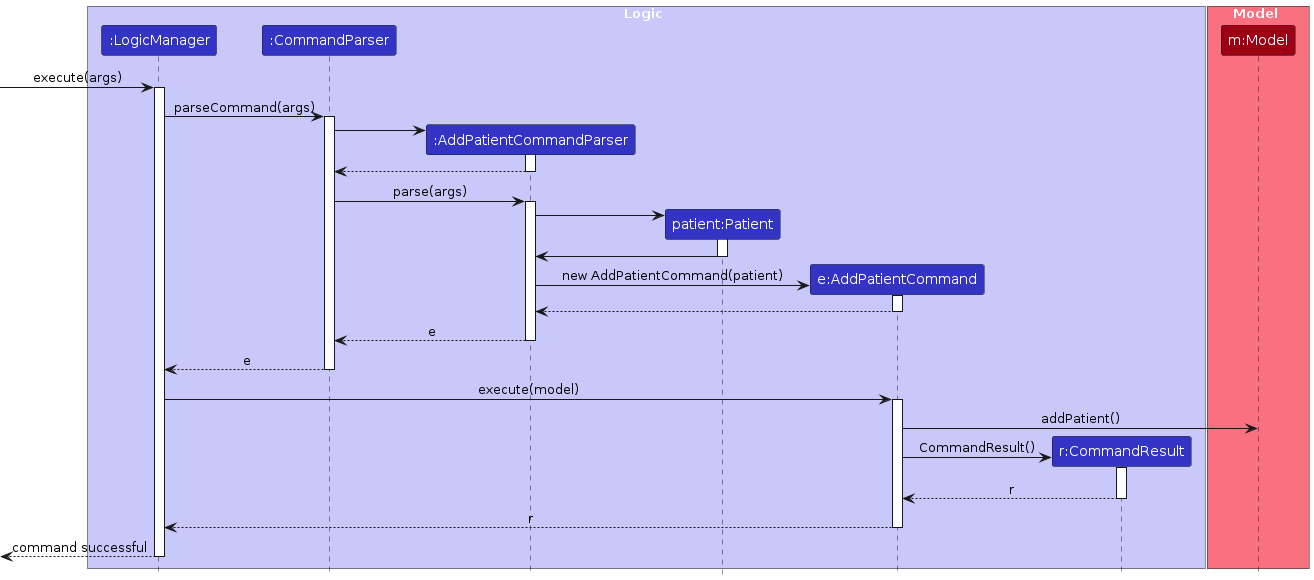 Logic
Model
:LogicManager
:CommandParser
m:Model
execute(args)
parseCommand(args)
:AddPatientCommandParser
parse(args)
patient:Patient
new AddPatientCommand(patient)
e:AddPatientCommand
e
e
execute(model)
addPatient()
CommandResult()
r:CommandResult
r
r
command successful